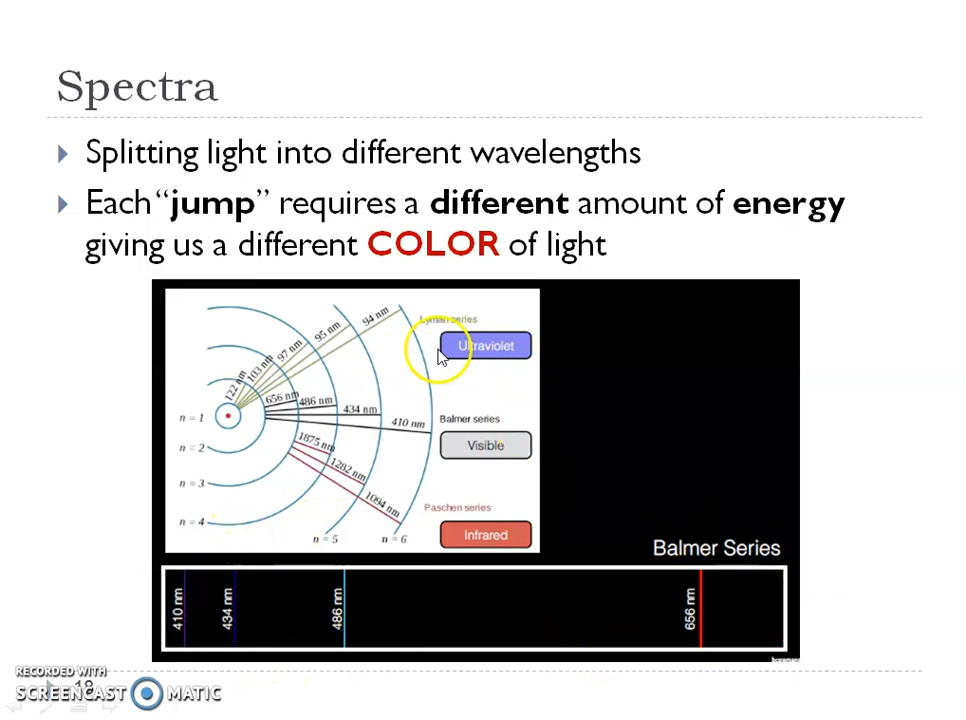 Spectra
Splitting light into different wavelengths
Each “jump” requires a different amount of energy
giving us a different COLOR of light
94 nm
Lyman series
95 nm
Ultraviolet
97 nm
103 nm
122 nm
656 nm
486 nm
434 nm
410 nm
Balmer series
Visible
n = 1
n = 2
n = 3
n = 4
n = 5
n = 6
1875 nm
1282 nm
1094 nm
Paschen series
Infrared
Balmer Series
410 nm
434 nm
486 nm
656 nm
RECORDED WITH
SCREENCAST MATIC
18